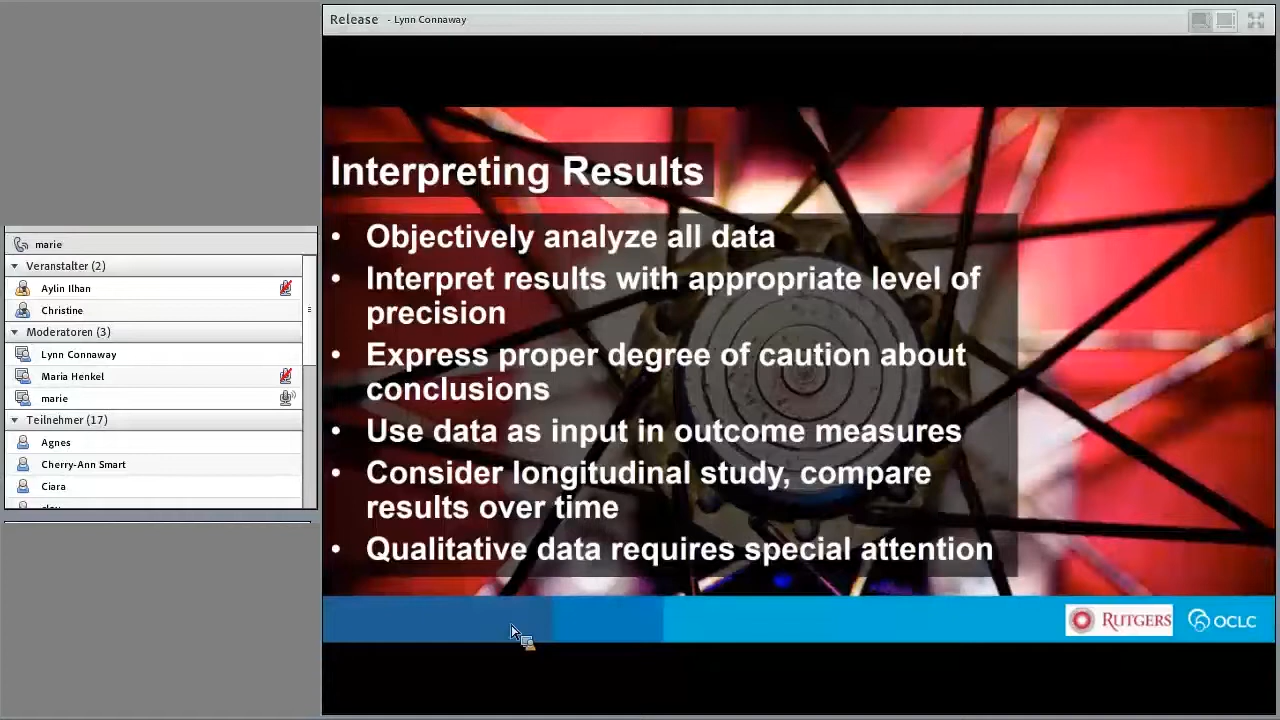 Release - Lynn Connaway
marie
Veranstalter (2)
Aylin Ilhan
Christine
Moderatoren (3)
Lynn Connaway
Maria Henkel
marie
Teilnehmer (17)
Agnes
Cherry-Ann Smart
Ciara
Interpreting Results
• Objectively analyze all data
• Interpret results with appropriate level of
precision
• Express proper degree of caution about
conclusions
• Use data as input in outcome measures
• Consider longitudinal study, compare
results over time
• Qualitative data requires special attention
RUTGERS
OCLC